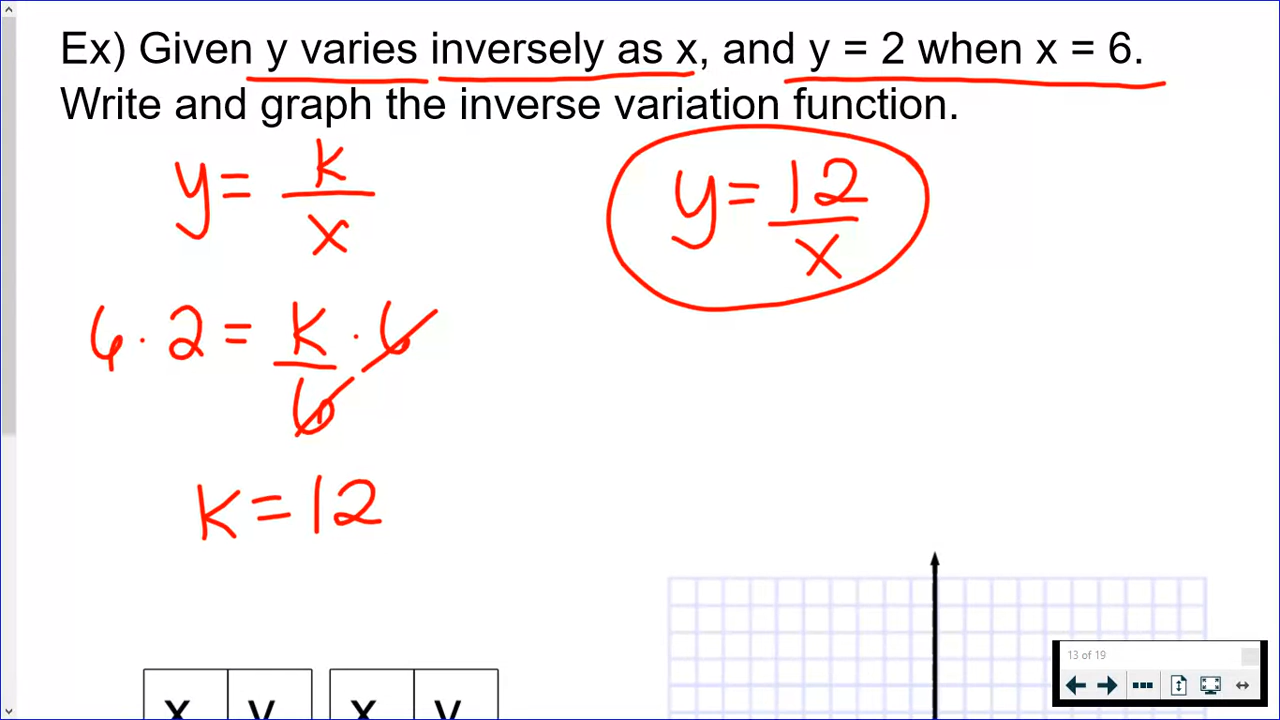 Ex) Given y varies inversely as x, and y = 2 when x = 6.
Write and graph the inverse variation function.
y = k/x
y = 12/x
6 · 2 = k/6 · 6
k = 12
13 of 19
x y x y